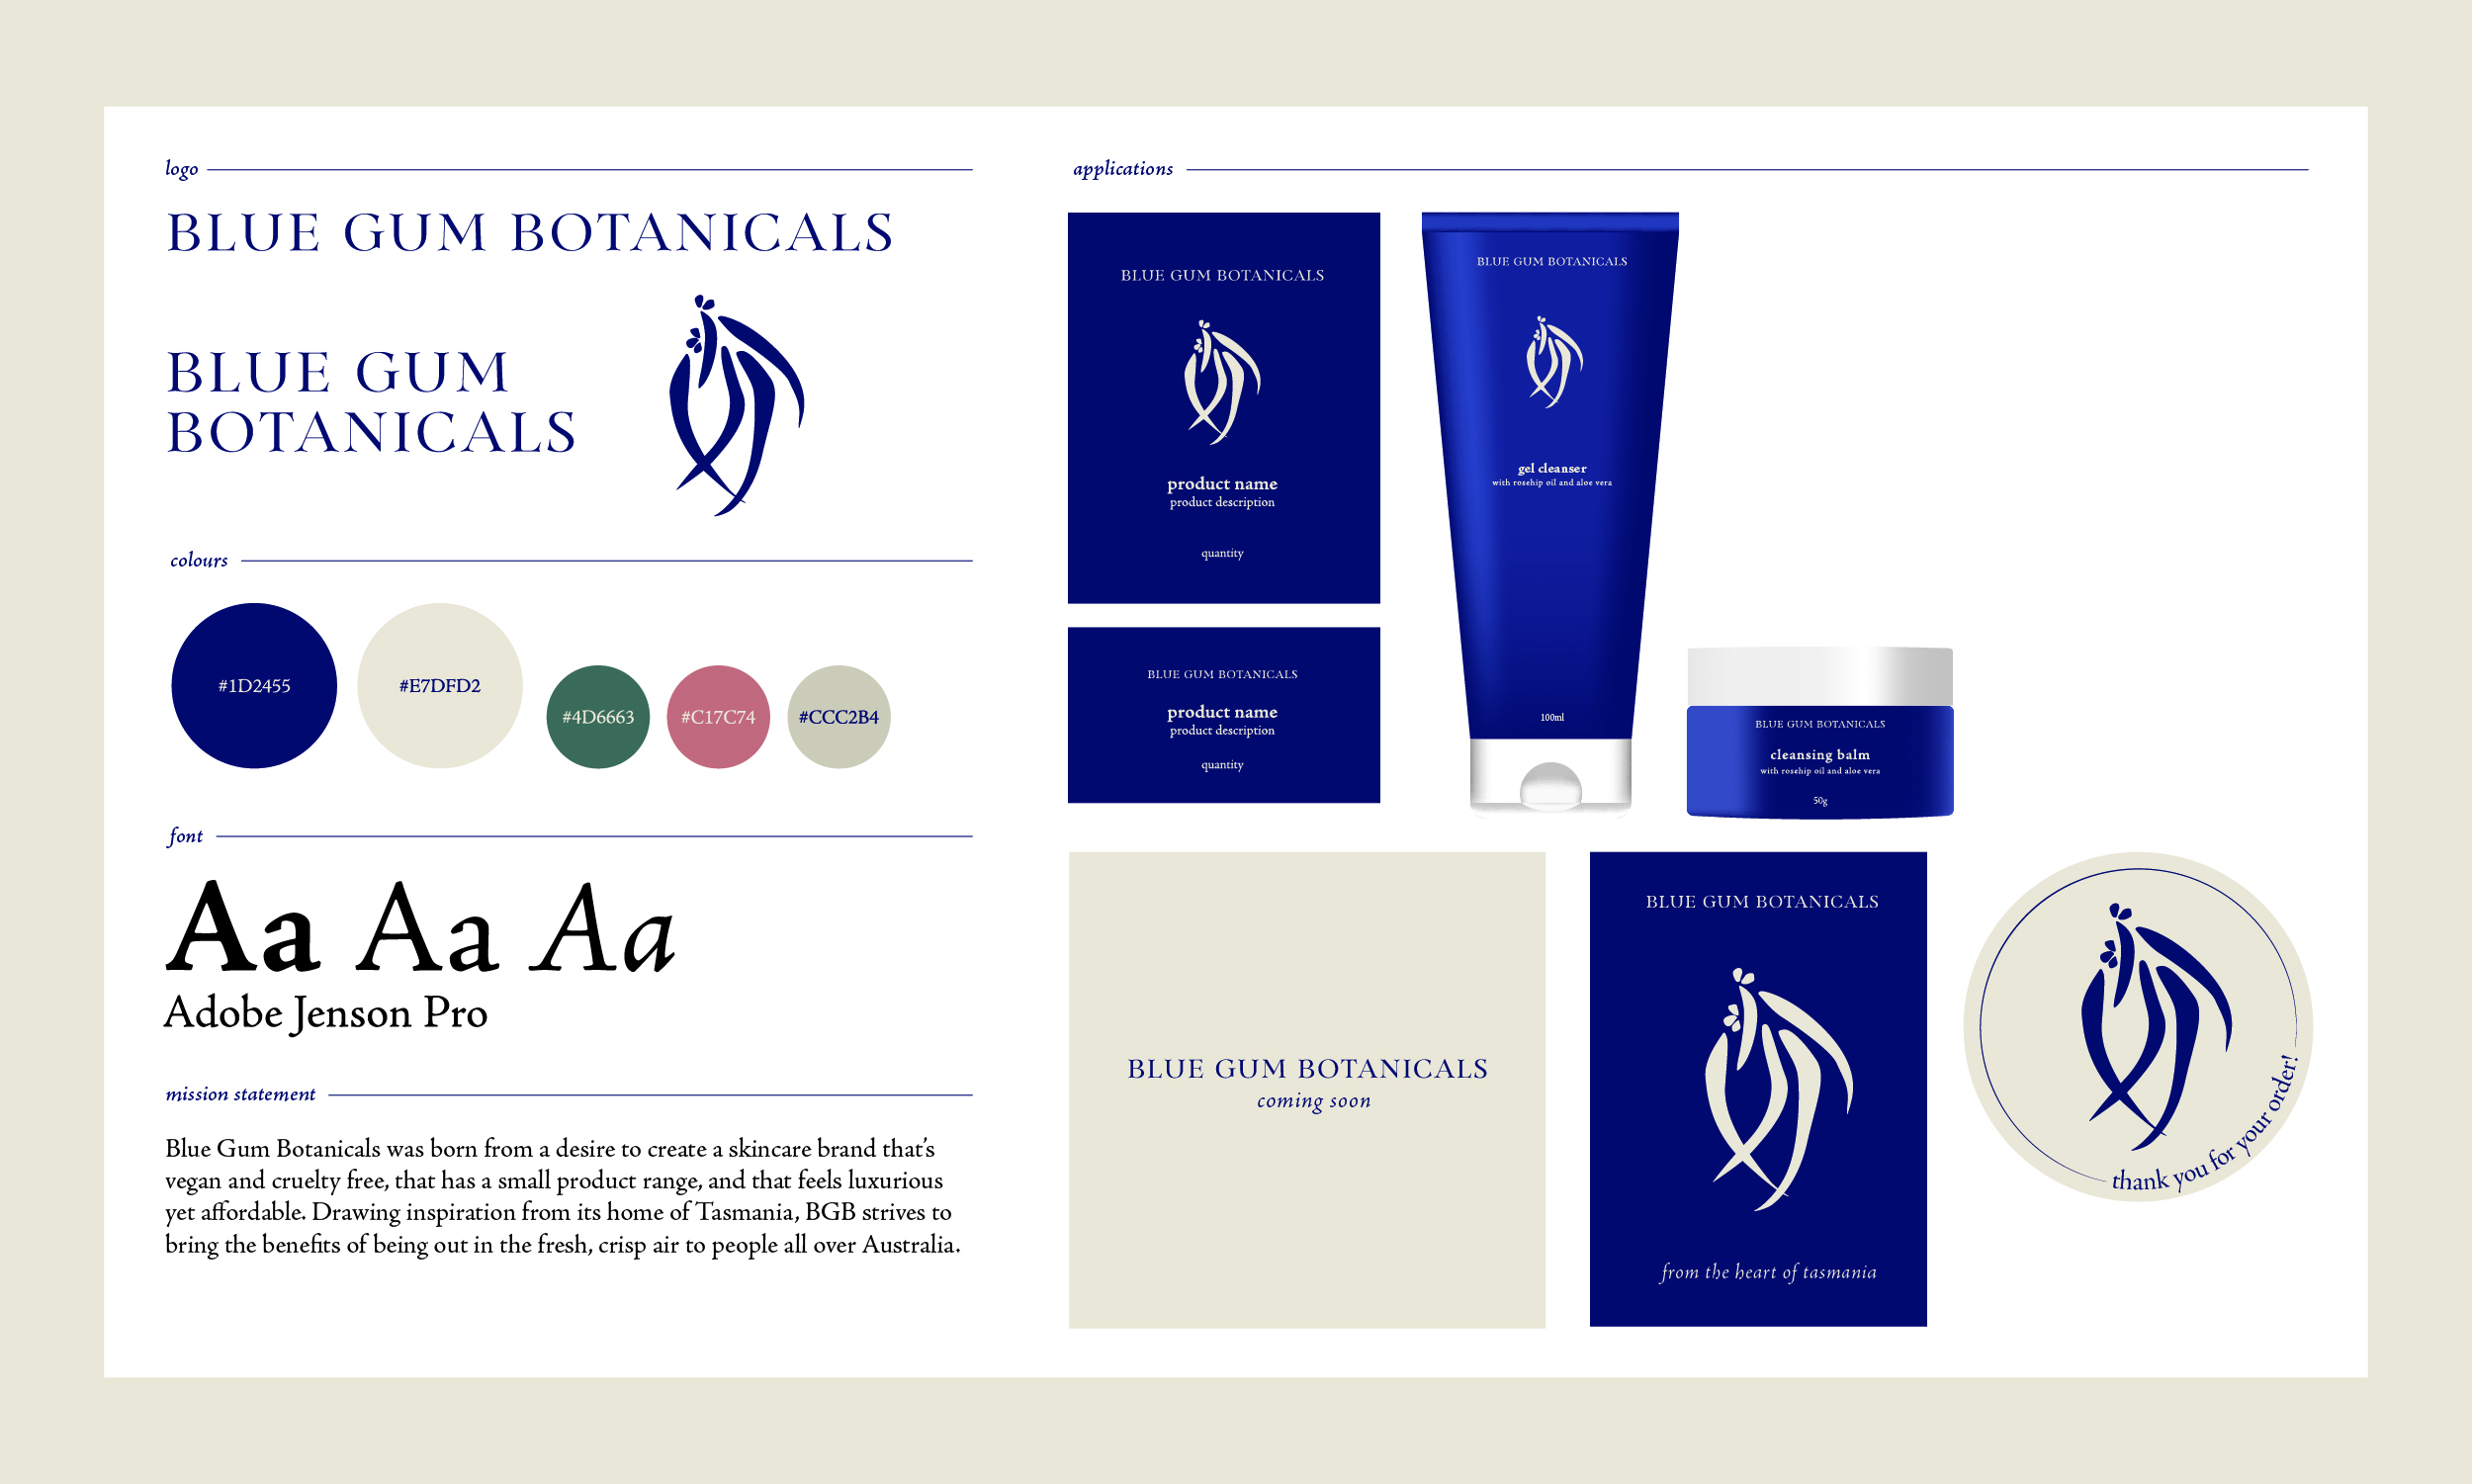 logo
BLUE GUM BOTANICALS
BLUE GUM
BOTANICALS
colours
#1D2455
#E7DFD2
#4D6663
#C17C74
#CCC2B4
font
Aa Aa Aa
Adobe Jenson Pro
mission statement
Blue Gum Botanicals was born from a desire to create a skincare brand that’s
vegan and cruelty free, that has a small product range, and that feels luxurious
yet affordable. Drawing inspiration from its home of Tasmania, BGB strives to
bring the benefits of being out in the fresh, crisp air to people all over Australia.
applications
BLUE GUM BOTANICALS
product name
product description
quantity
BLUE GUM BOTANICALS
product name
product description
quantity
BLUE GUM BOTANICALS
gel cleanser
with rosehip oil and aloe vera
100ml
BLUE GUM BOTANICALS
cleansing balm
with rosehip oil and aloe vera
50g
BLUE GUM BOTANICALS
coming soon
BLUE GUM BOTANICALS
from the heart of tasmania
thank you for your order!